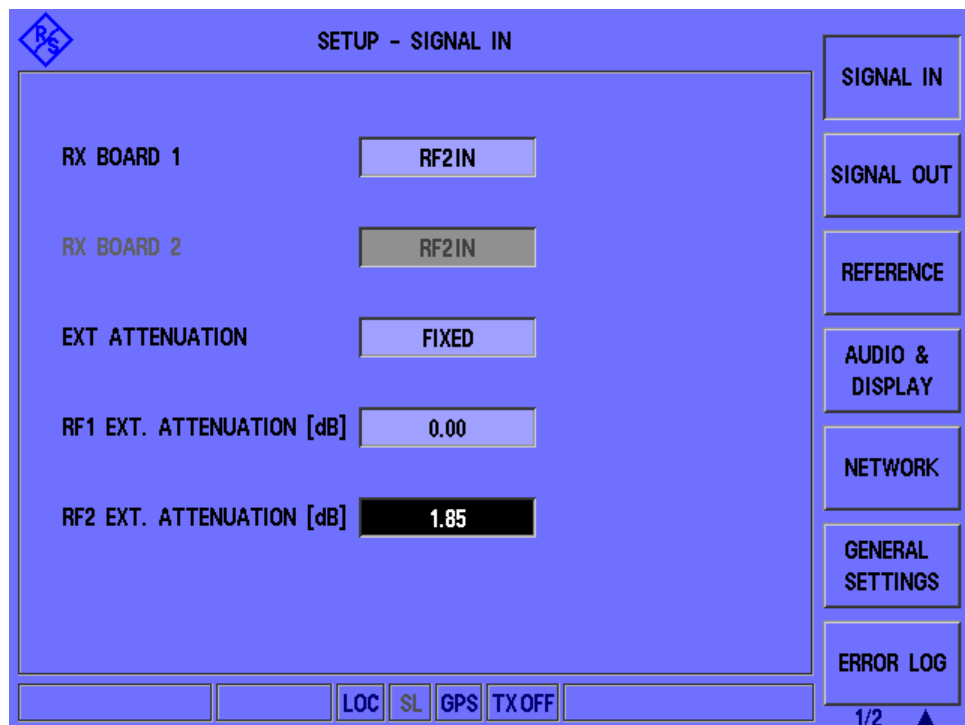 R/S
SETUP - SIGNAL IN
RX BOARD 1 RF2IN
RX BOARD 2 RF2IN
EXT ATTENUATION FIXED
RF1 EXT. ATTENUATION [dB] 0.00
RF2 EXT. ATTENUATION [dB] 1.85
LOC SL GPS TX OFF
SIGNAL IN
SIGNAL OUT
REFERENCE
AUDIO &
DISPLAY
NETWORK
GENERAL
SETTINGS
ERROR LOG
1/2